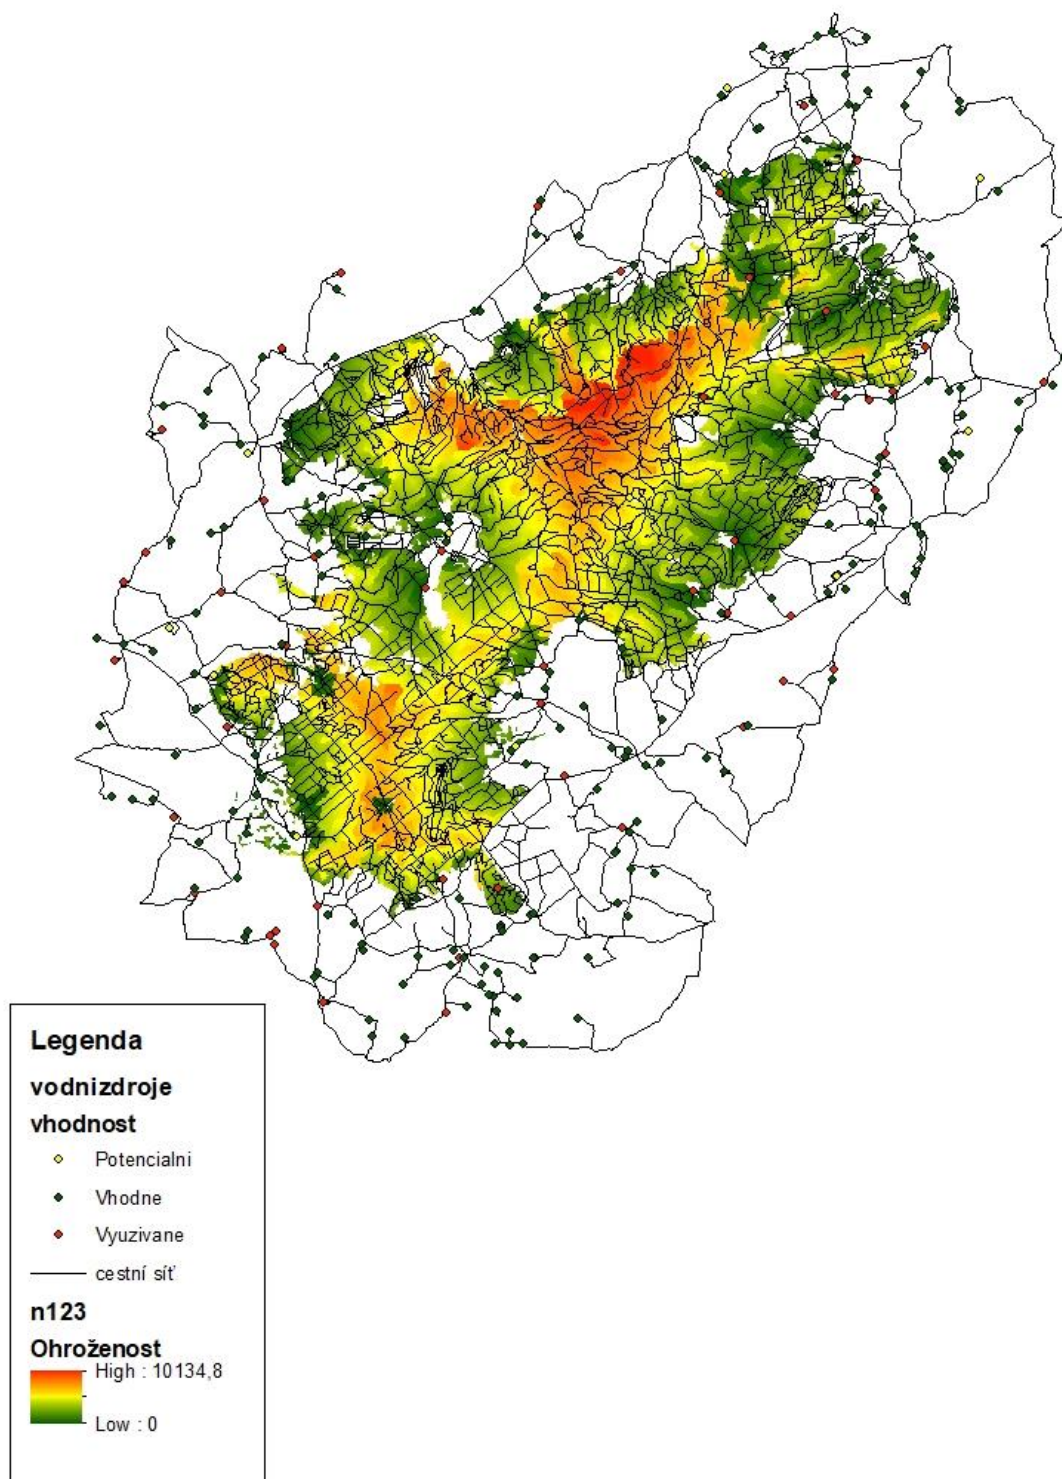 Legenda
vodnizdroje
vhodnost
Potencialni
Vhodne
Vyuzivane
cestní síť
n123
Ohroženost
High : 10134,8
Low : 0